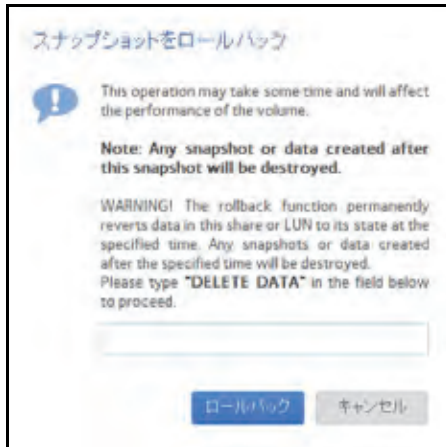 スナップショットをロールバック
This operation may take some time and will affect
the performance of the volume.
Note: Any snapshot or data created after
this snapshot will be destroyed.
WARNING! The rollback function permanently
reverts data in this share or LUN to its state at the
specified time. Any snapshots or data created
after the specified time will be destroyed.
Please type "DELETE DATA" in the field below
to proceed.
ロールバック キャンセル